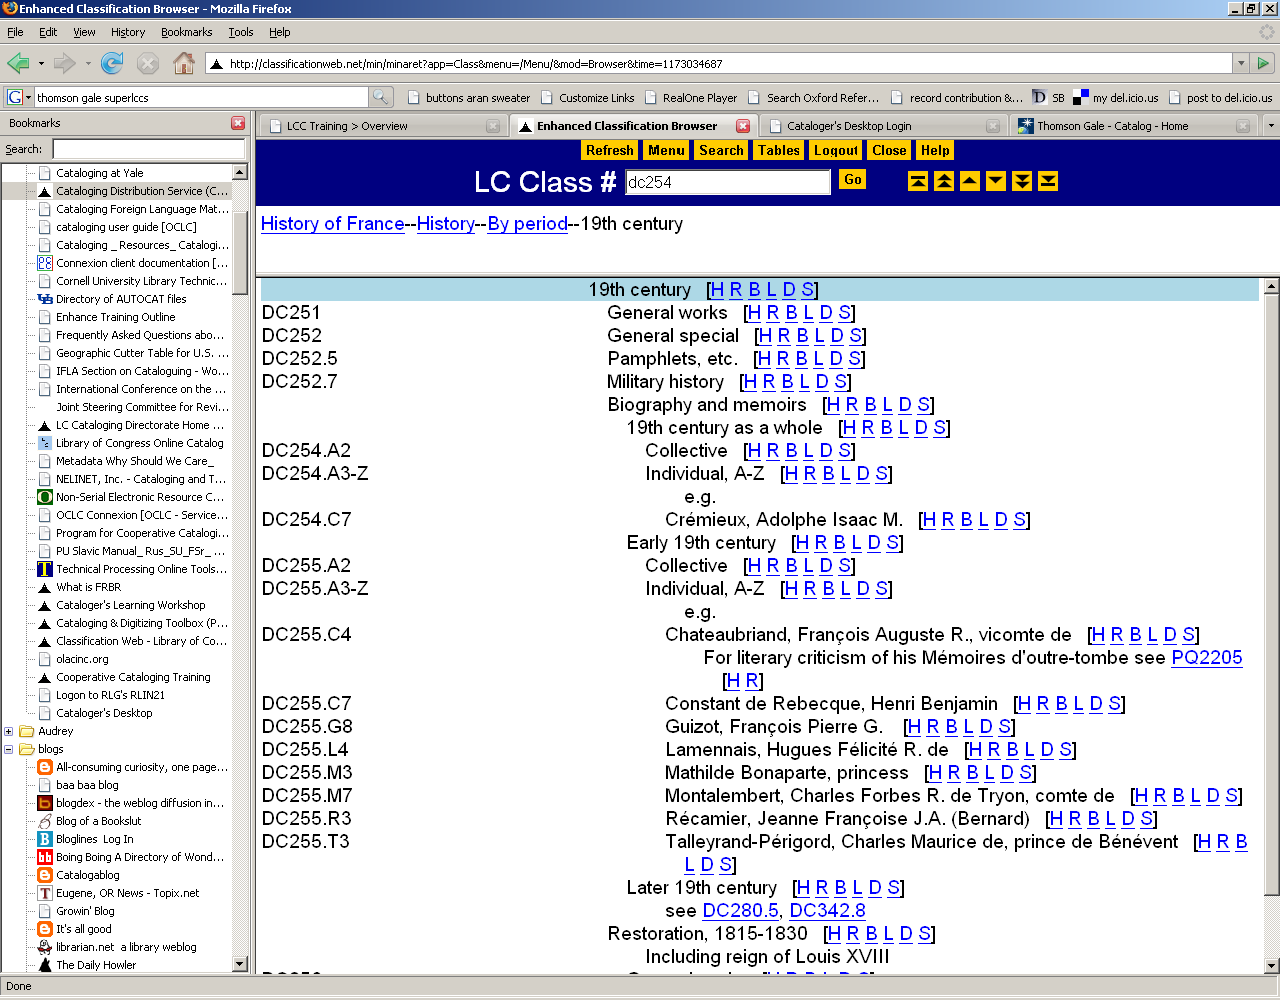 Enhanced Classification Browser - Mozilla Firefox
File Edit View History Bookmarks Tools Help
http://classificationweb.net/min/minaret?app=Class&menu=/Menu/&mod=Browser&time=1173034687
G thomson gale superlccs
buttons aran sweater Customize Links RealOne Player Search Oxford Refer... record contribution &... SB my del.icio.us post to del.icio.us
Bookmarks
LCC Training > Overview Enhanced Classification Browser Cataloger's Desktop Login Thomson Gale - Catalog - Home
Search:
Cataloging at Yale
Cataloging Distribution Service (C...
Cataloging Foreign Language Mat...
cataloging user guide [OCLC]
Cataloging _ Resources_ Catalogi...
Connexion client documentation [...
Cornell University Library Technic...
Directory of AUTOCAT files
Enhance Training Outline
Frequently Asked Questions abo...
Geographic Cutter Table for U.S. ...
IFLA Section on Cataloguing - Wo...
International Conference on the ...
Joint Steering Committee for Revi...
LC Cataloging Directorate Home ...
Library of Congress Online Catalog
Metadata Why Should We Care_
NELINET, Inc. - Cataloging and T...
Non-Serial Electronic Resource C...
OCLC Connexion [OCLC - Service...
Program for Cooperative Catalogi...
PU Slavic Manual_ Rus_SU_FSr_ ...
Technical Processing Online Tools...
What is FRBR
Cataloger's Learning Workshop
Cataloging & Digitizing Toolbox (P...
Classification Web - Library of Co...
olacinc.org
Cooperative Cataloging Training
Logon to RLG's RLIN21
Cataloger's Desktop
Audrey
blogs
All-consuming curiosity, one page...
baa baa blog
blogdex - the weblog diffusion in...
Blog of a Bookslut
Bloglines Log In
Boing Boing A Directory of Wond...
Catalogablog
Eugene, OR News - Topix.net
Growin' Blog
It's all good
librarian.net a library weblog
The Daily Howler
Refresh Menu Search Tables Logout Close Help
LC Class # dc254 Go
History of France--History--By period--19th century
19th century [H R B L D S]
DC251 General works [H R B L D S]
DC252 General special [H R B L D S]
DC252.5 Pamphlets, etc. [H R B L D S]
DC252.7 Military history [H R B L D S]
Biography and memoirs [H R B L D S]
19th century as a whole [H R B L D S]
DC254.A2 Collective [H R B L D S]
DC254.A3-Z Individual, A-Z [H R B L D S]
e.g.
DC254.C7 Crémieux, Adolphe Isaac M. [H R B L D S]
Early 19th century [H R B L D S]
DC255.A2 Collective [H R B L D S]
DC255.A3-Z Individual, A-Z [H R B L D S]
e.g.
DC255.C4 Chateaubriand, François Auguste R., vicomte de [H R B L D S]
For literary criticism of his Mémoires d'outre-tombe see PQ2205
[H R]
DC255.C7 Constant de Rebecque, Henri Benjamin [H R B L D S]
DC255.G8 Guizot, François Pierre G. [H R B L D S]
DC255.L4 Lamennais, Hugues Félicité R. de [H R B L D S]
DC255.M3 Mathilde Bonaparte, princess [H R B L D S]
DC255.M7 Montalembert, Charles Forbes R. de Tryon, comte de [H R B L D S]
DC255.R3 Récamier, Jeanne Françoise J.A. (Bernard) [H R B L D S]
DC255.T3 Talleyrand-Périgord, Charles Maurice de, prince de Bénévent [H R B
L D S]
Later 19th century [H R B L D S]
see DC280.5, DC342.8
Restoration, 1815-1830 [H R B L D S]
Including reign of Louis XVIII
Done